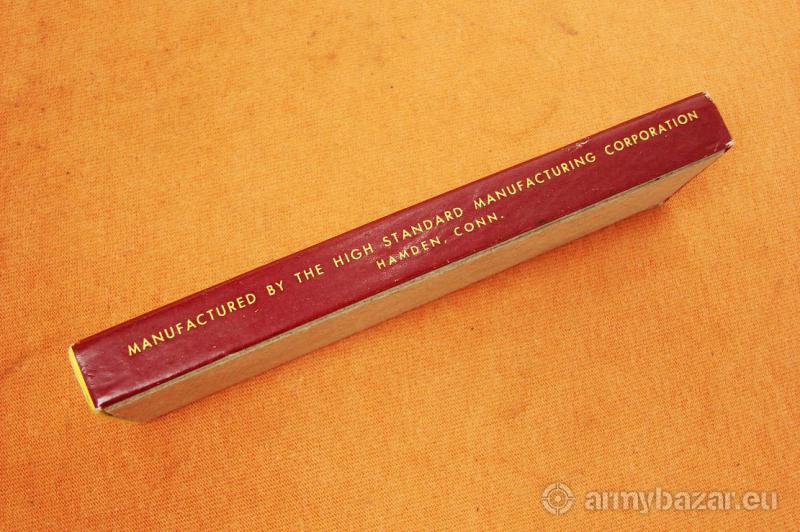 MANUFACTURED BY THE HIGH STANDARD MANUFACTURING CORPORATION
HAMDEN, CONN.
armybazar.eu